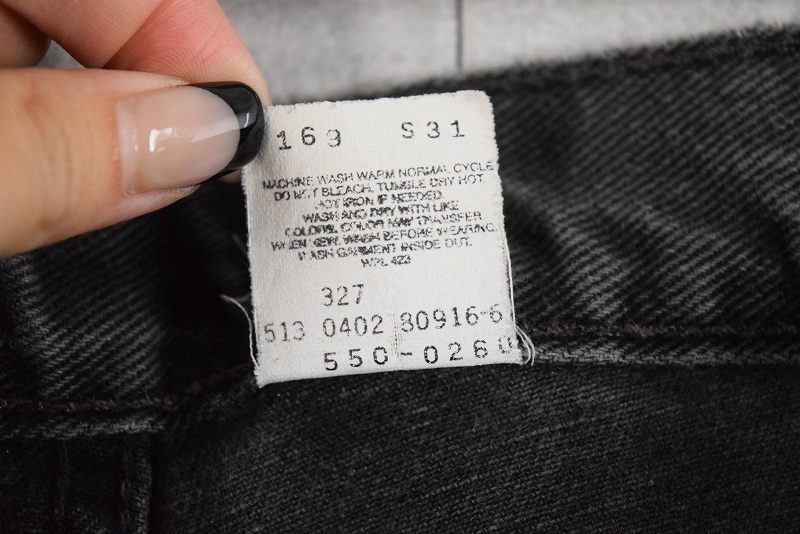 169 S31
MACHINE WASH WARM NORMAL CYCLE
DO NOT BLEACH. TUMBLE DRY HOT.
HOT IRON IF NEEDED
WASH AND DRY WITH LIKE
COLORS, COLOR MAY TRANSFER
WHEN NEW. WASH BEFORE WEARING.
WASH GARMENT INSIDE OUT.
WPL 423
327
513 0402 80916-6
550-0260